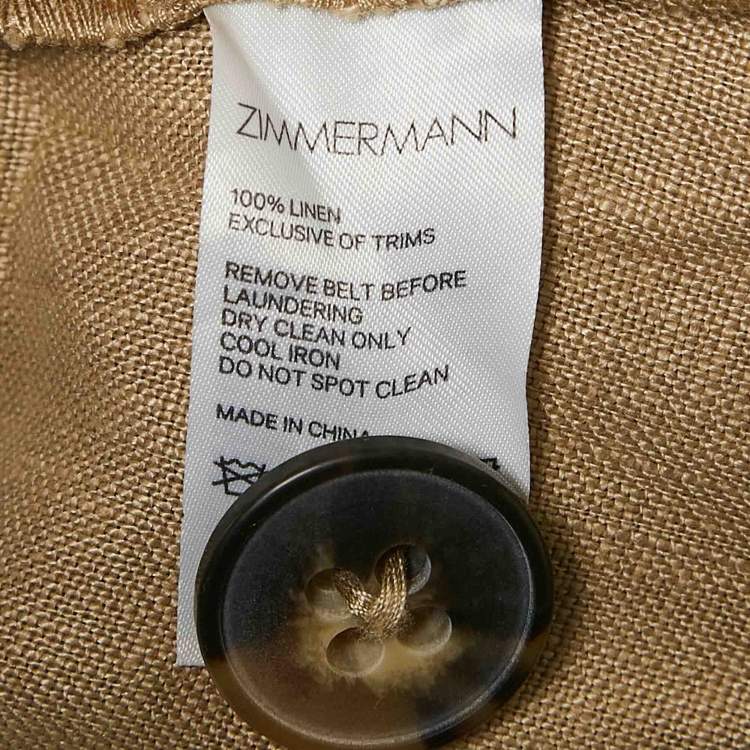 ZIMMERMANN
100% LINEN
EXCLUSIVE OF TRIMS
REMOVE BELT BEFORE
LAUNDERING
DRY CLEAN ONLY
COOL IRON
DO NOT SPOT CLEAN
MADE IN CHINA